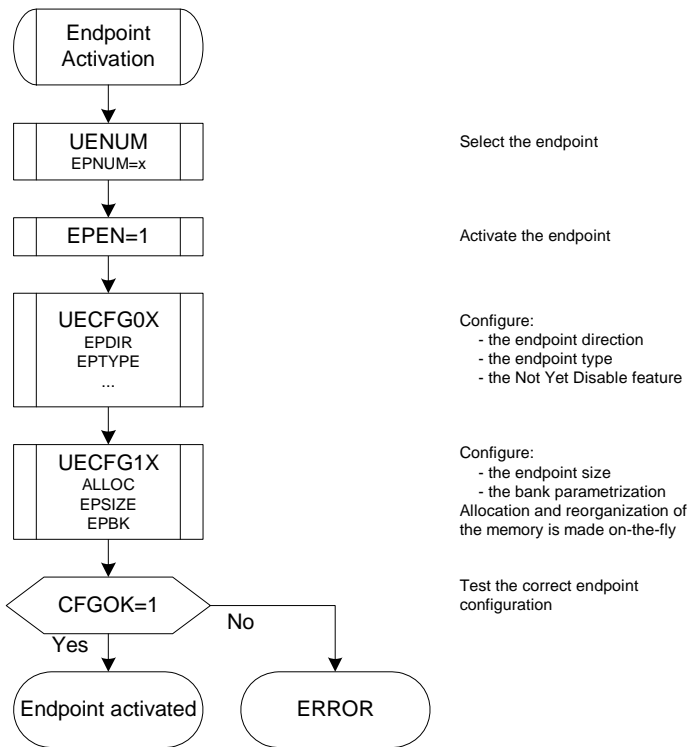 Endpoint
Activation
UENUM
EPNUM=x
Select the endpoint
EPEN=1
Activate the endpoint
UECFG0X
EPDIR
EPTYPE
...
Configure:
- the endpoint direction
- the endpoint type
- the Not Yet Disable feature
UECFG1X
ALLOC
EPSIZE
EPBK
Configure:
- the endpoint size
- the bank parametrization
Allocation and reorganization of
the memory is made on-the-fly
CFGOK=1
Test the correct endpoint
configuration
No
Yes
Endpoint activated
ERROR